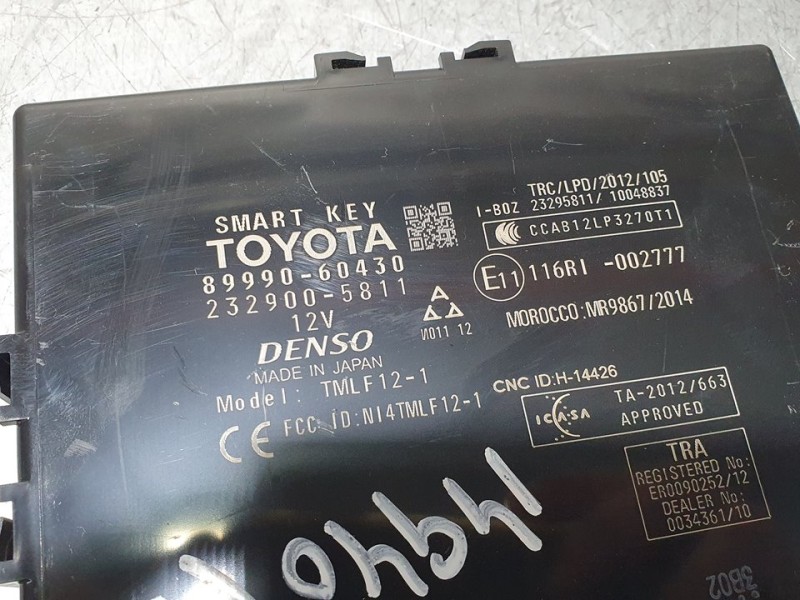 SMART KEY
TOYOTA
89990-60430
232900-5811
12V
DENSO
MADE IN JAPAN
Model: TMLF12-1
CE FCC ID:NI4TMLF12-1
TRC/LPD/2012/105
I-BOZ 23295811/ 10048837
CCAB12LP3270T1
E11 116RI -002777
A
N011 12
MOROCCO:MR9867/2014
CNC ID:H-14426
ICASA
TA-2012/663
APPROVED
TRA
REGISTERED No:
ER0090252/12
DEALER No:
0034361/10
3B02